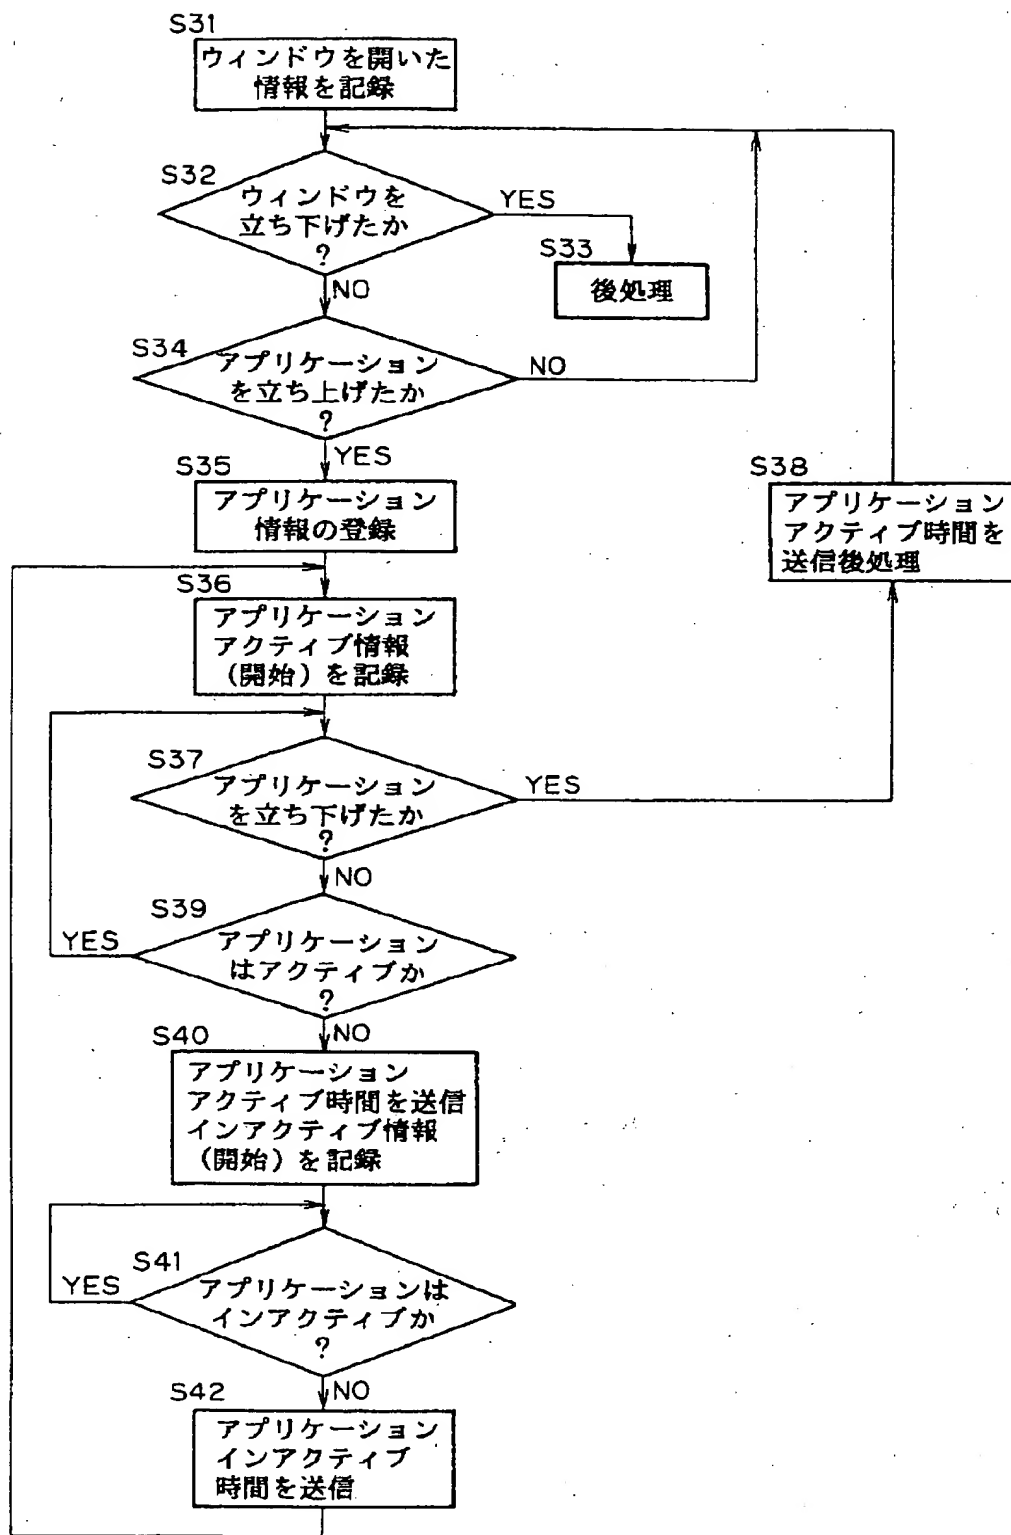 S31
ウィンドウを開いた
情報を記録
S32
ウィンドウを
立ち下げたか
?
YES
S33
後処理
NO
S34
アプリケーション
を立ち上げたか
?
NO
YES
S35
アプリケーション
情報の登録
S38
アプリケーション
アクティブ時間を
送信後処理
S36
アプリケーション
アクティブ情報
(開始)を記録
S37
アプリケーション
を立ち下げたか
?
YES
NO
S39
YES
アプリケーション
はアクティブか
?
NO
S40
アプリケーション
アクティブ時間を送信
インアクティブ情報
(開始)を記録
S41
YES
アプリケーションは
インアクティブか
?
NO
S42
アプリケーション
インアクティブ
時間を送信